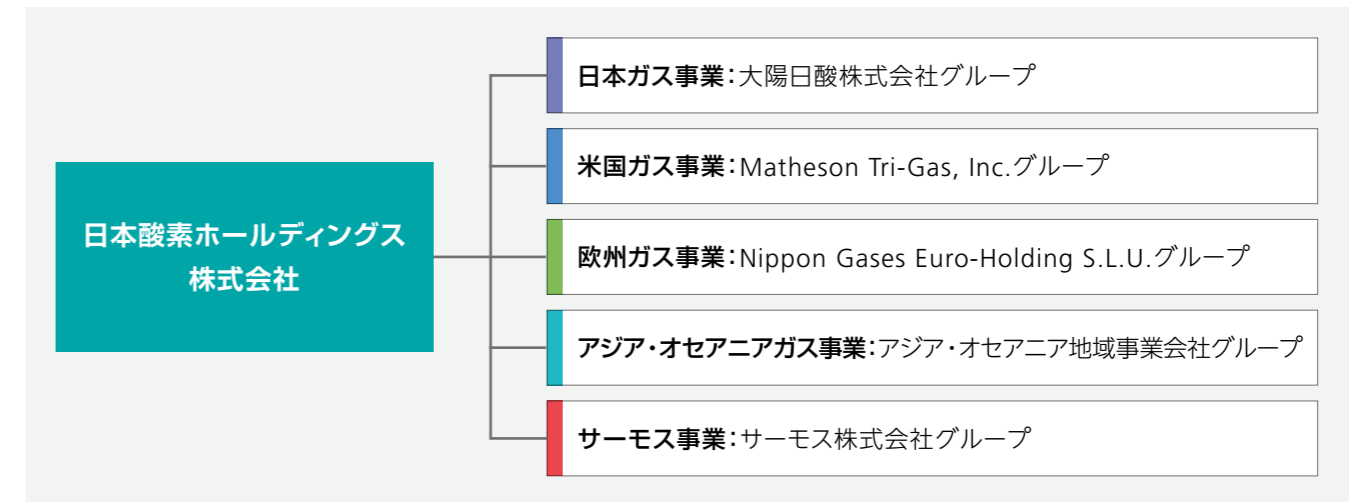 日本酸素ホールディングス
株式会社
日本ガス事業:大陽日酸株式会社グループ
米国ガス事業:Matheson Tri-Gas, Inc.グループ
欧州ガス事業:Nippon Gases Euro-Holding S.L.U.グループ
アジア・オセアニアガス事業:アジア・オセアニア地域事業会社グループ
サーモス事業:サーモス株式会社グループ